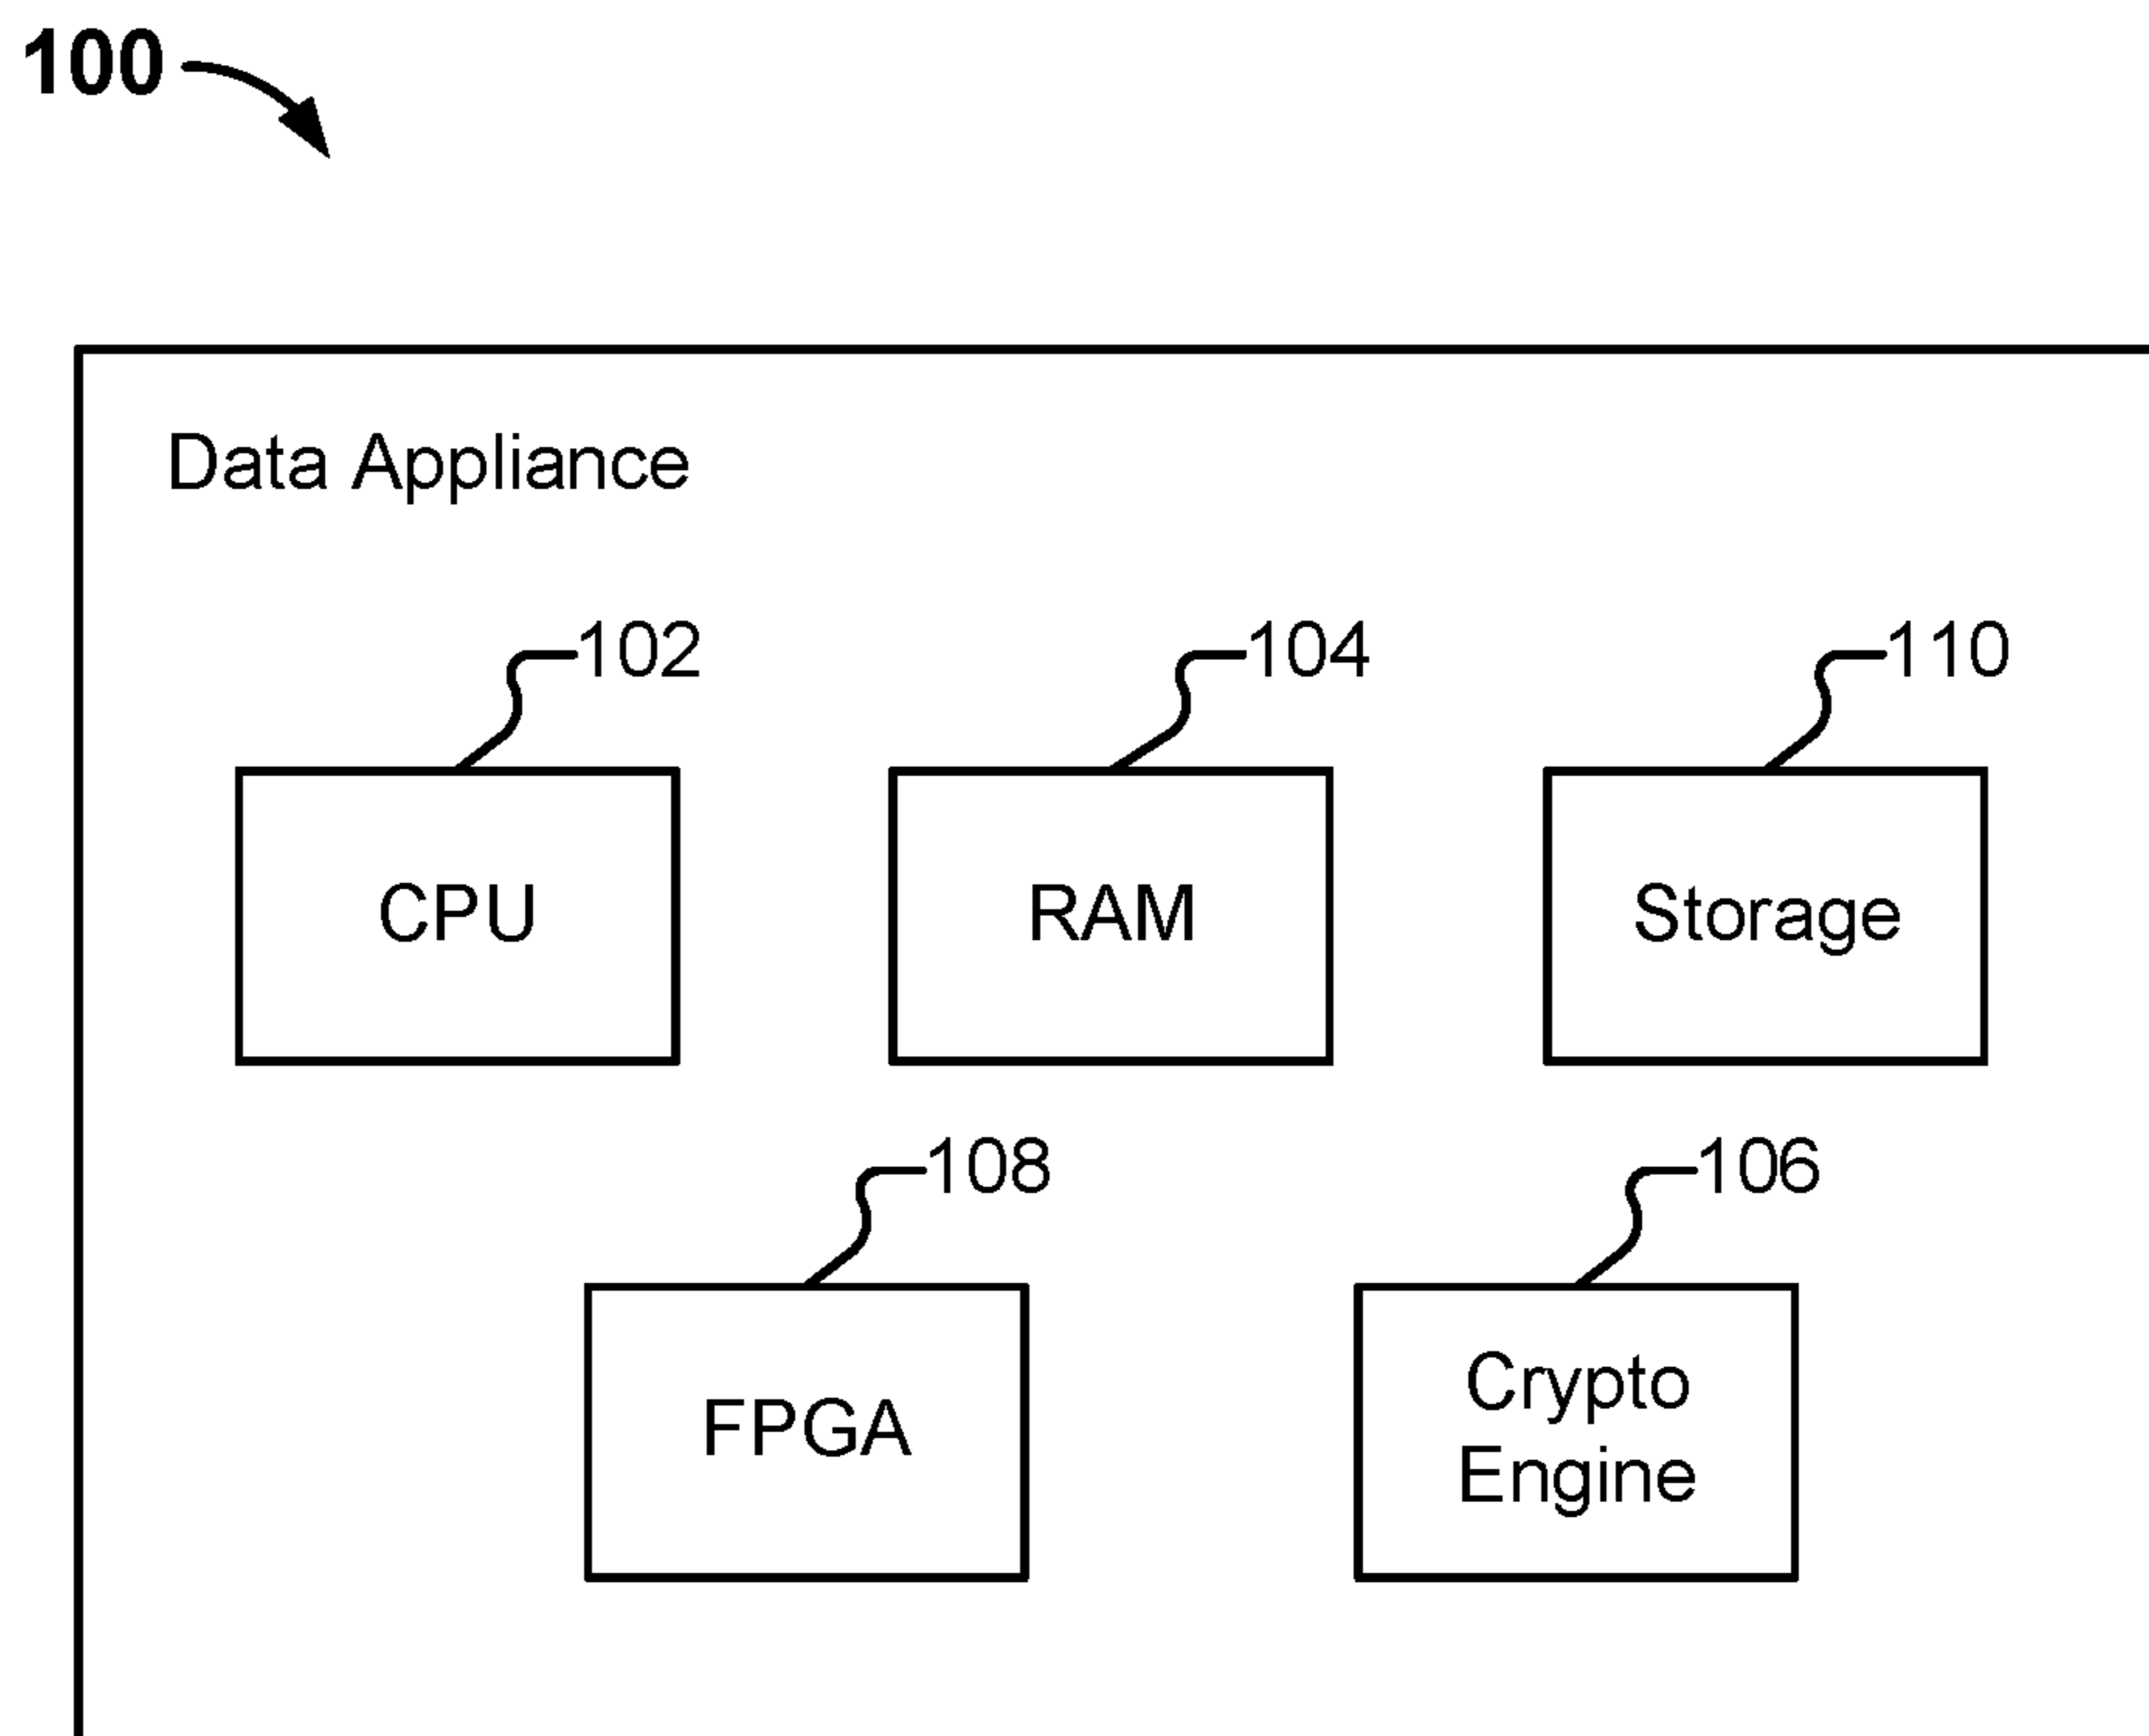 100
Data Appliance
102
104
110
CPU
RAM
Storage
108
106
FPGA
Crypto
Engine